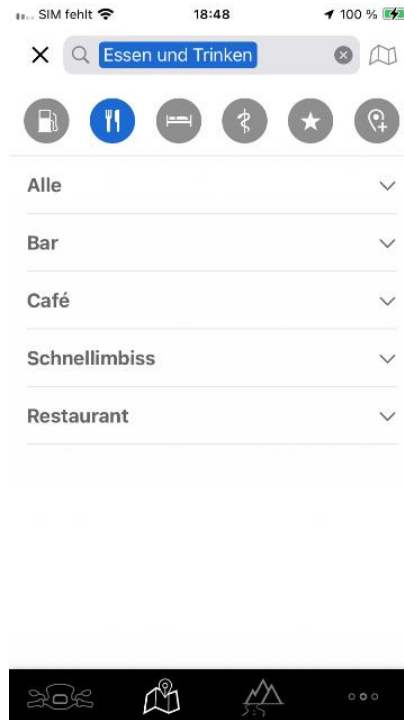 SIM fehlt 18:48 100 %
Essen und Trinken
Alle
Bar
Café
Schnellimbiss
Restaurant